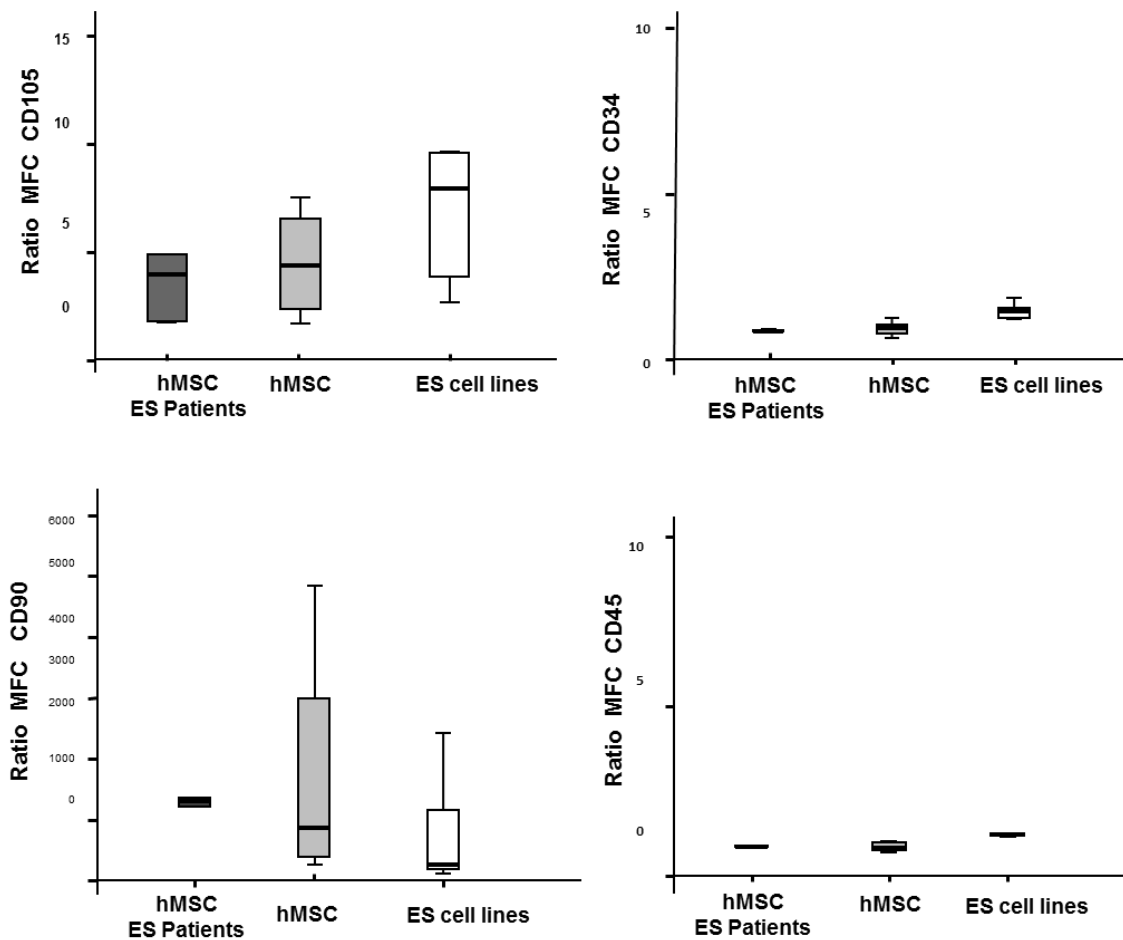 Ratio MFC CD105
15
10
5
0
hMSC
ES Patients
hMSC
ES cell lines
Ratio MFC CD34
10
5
0
hMSC
ES Patients
hMSC
ES cell lines
Ratio MFC CD90
6000
5000
4000
3000
2000
1000
0
hMSC
ES Patients
hMSC
ES cell lines
Ratio MFC CD45
10
5
0
hMSC
ES Patients
hMSC
ES cell lines